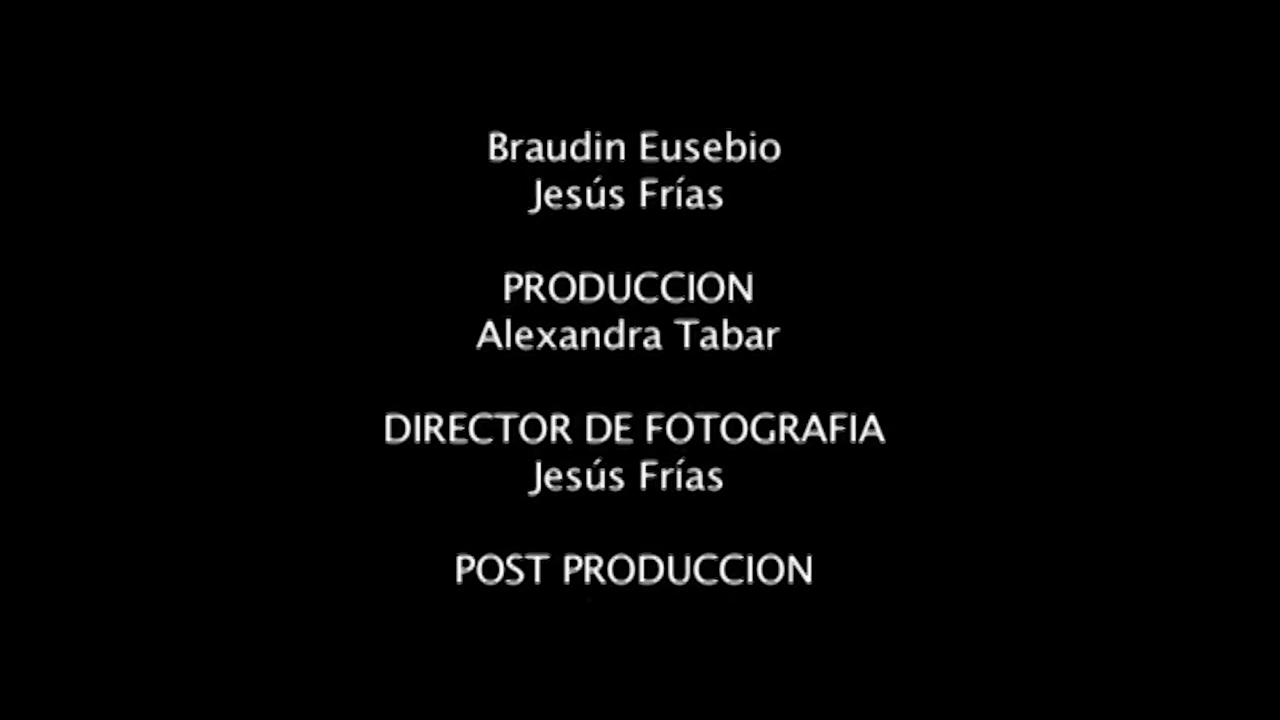 Braudin Eusebio
Jesús Frías
PRODUCCION
Alexandra Tabar
DIRECTOR DE FOTOGRAFIA
Jesús Frías
POST PRODUCCION